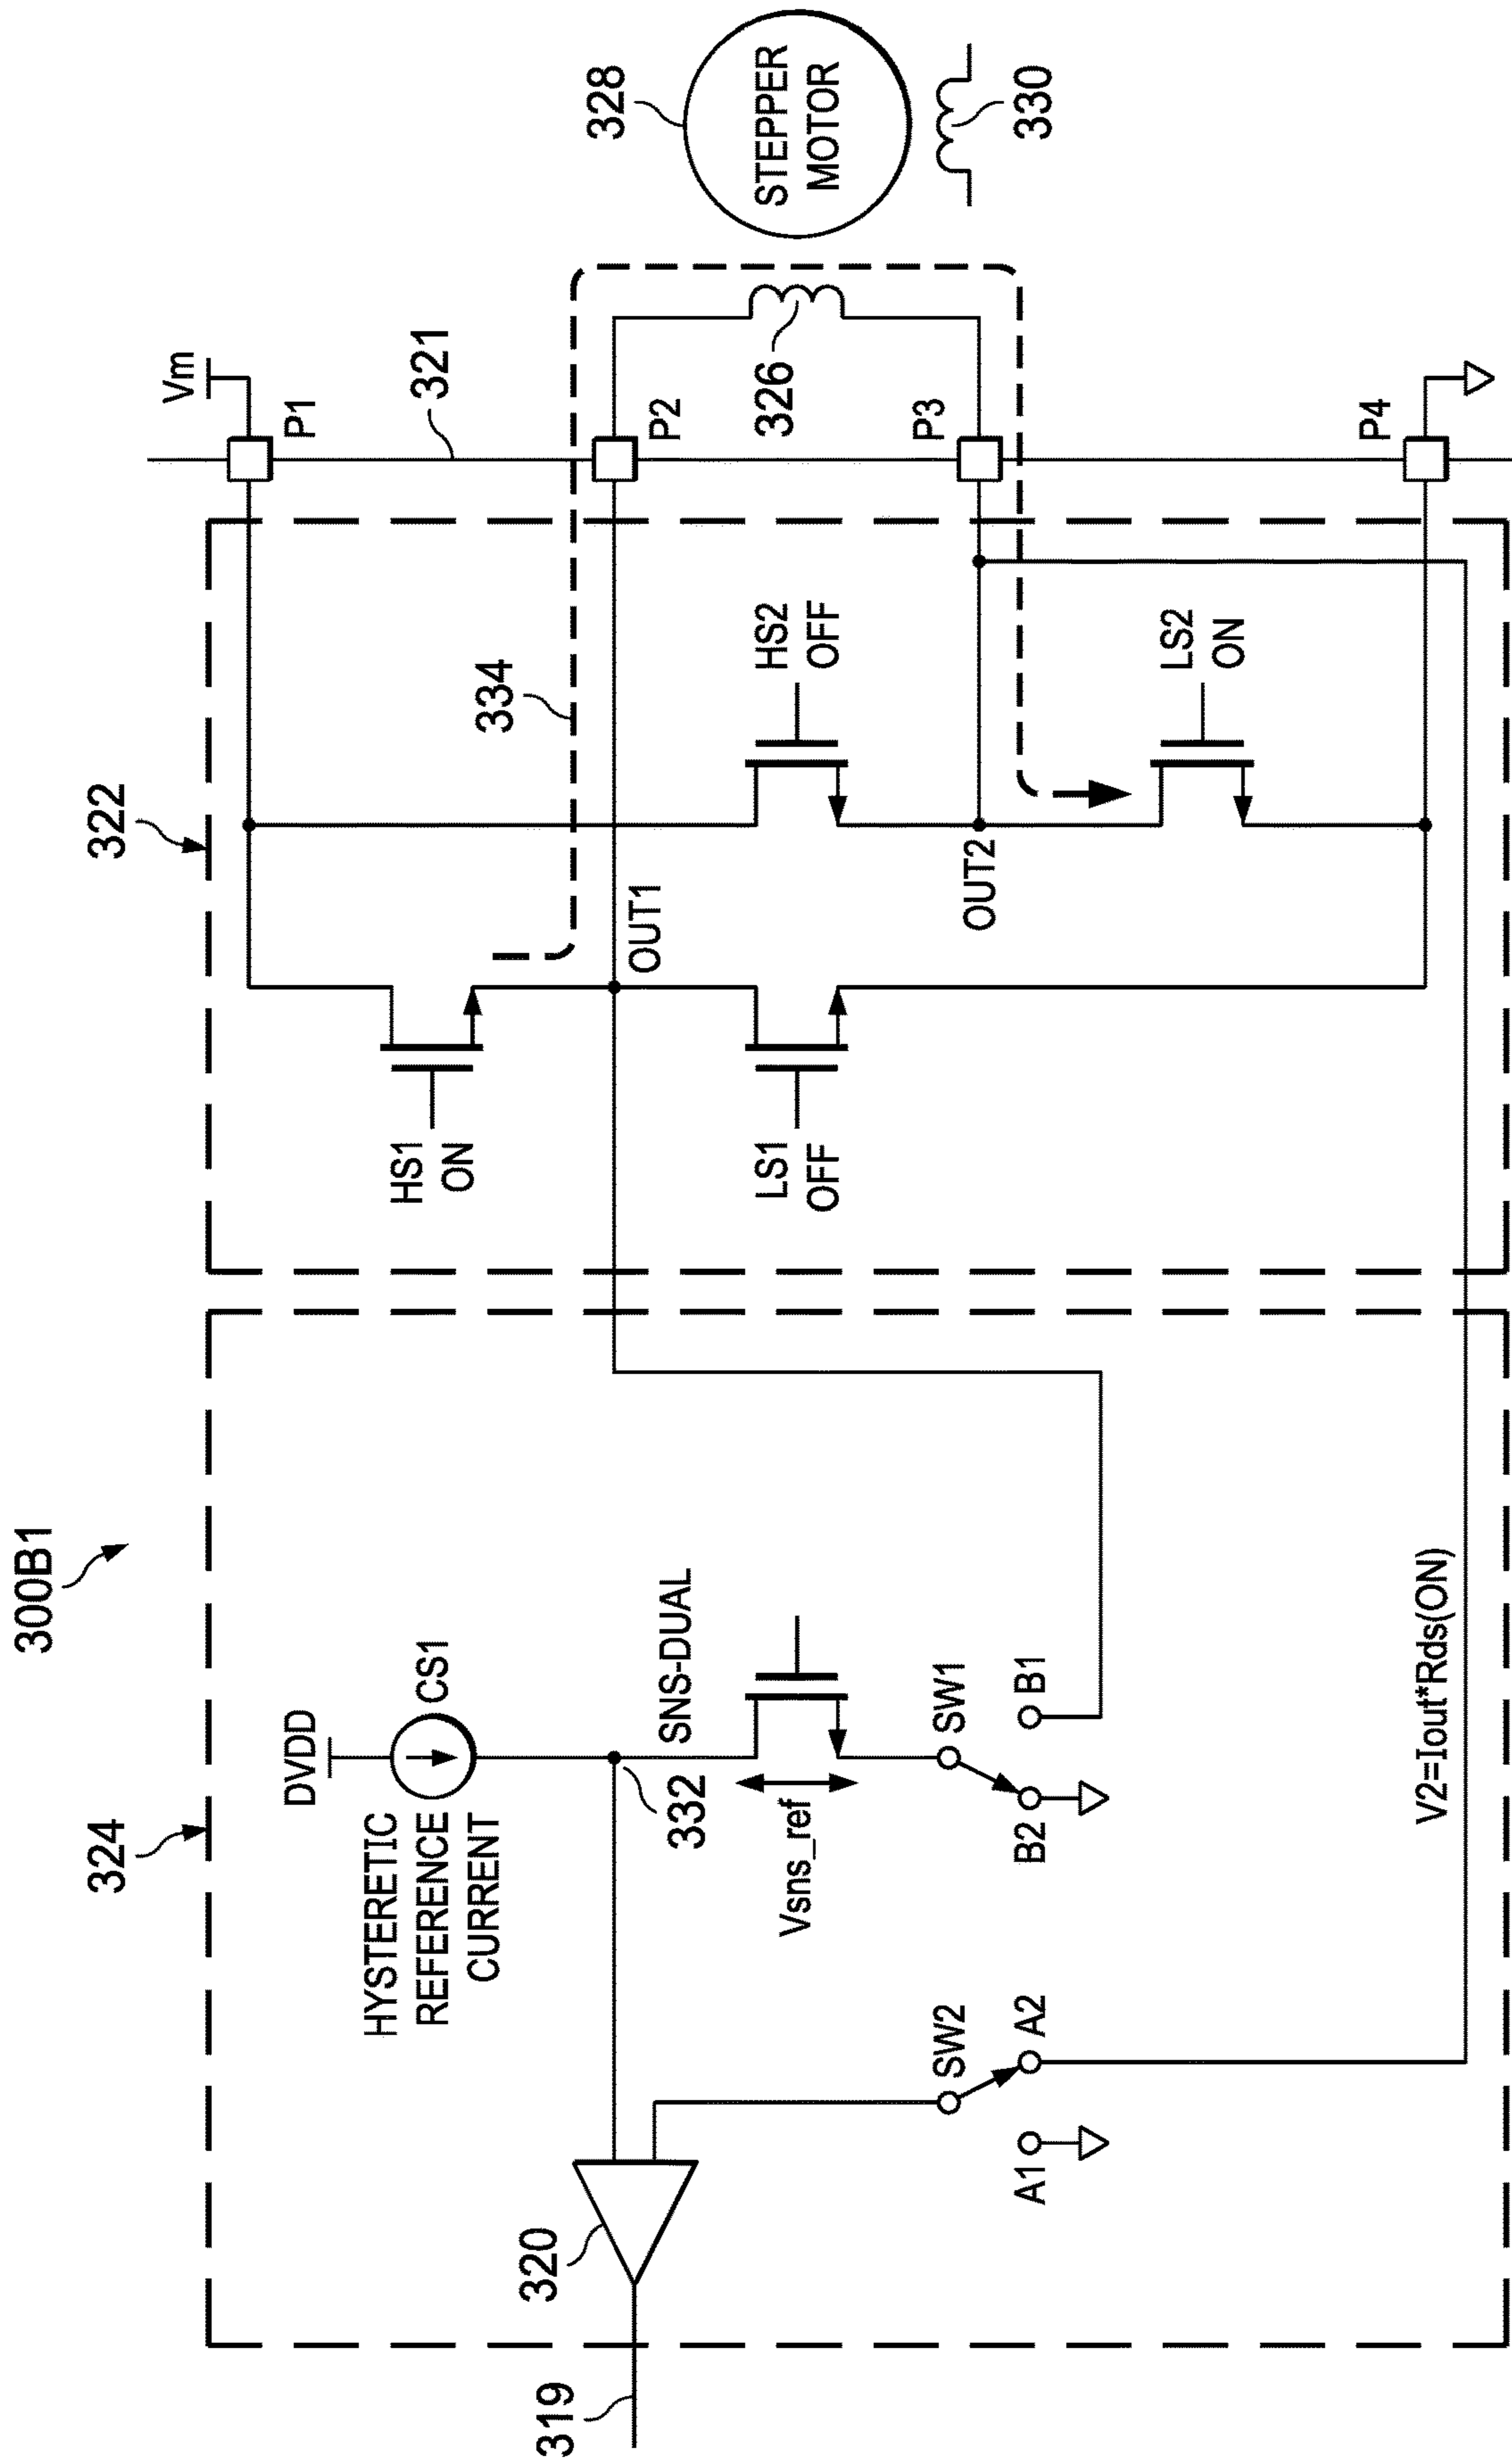 300B1
324
322
DVDD
HYSTERETIC
REFERENCE
CURRENT
CS1
332
SNS-DUAL
Vsns_ref
SW1
B2
B1
SW2
A1
A2
320
319
V2=Iout*Rds(ON)
HS1
ON
LS1
OFF
OUT1
334
HS2
OFF
OUT2
LS2
ON
Vm
P1
321
P2
326
P3
P4
328
STEPPER
MOTOR
330